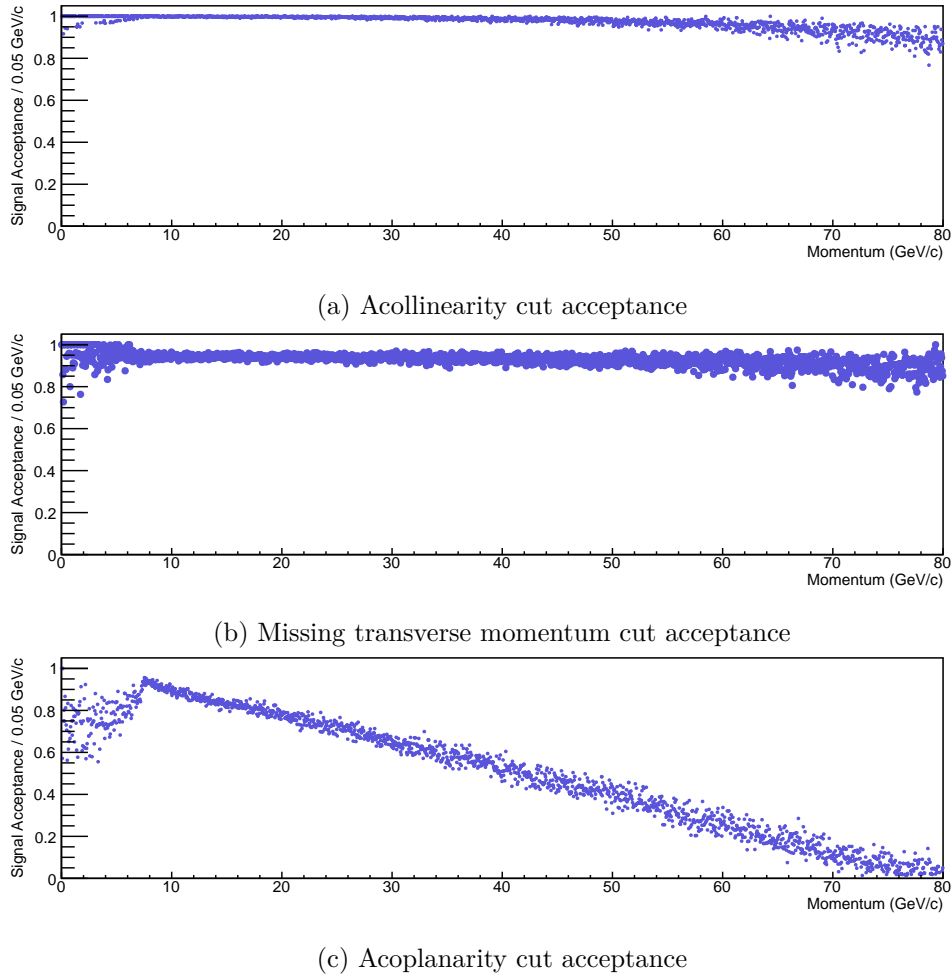 Signal Acceptance / 0.05 GeV/c
1
0.8
0.6
0.4
0.2
0
0 10 20 30 40 50 60 70 80
Momentum (GeV/c)
(a) Acollinearity cut acceptance
Signal Acceptance / 0.05 GeV/c
1
0.8
0.6
0.4
0.2
0
0 10 20 30 40 50 60 70 80
Momentum (GeV/c)
(b) Missing transverse momentum cut acceptance
Signal Acceptance / 0.05 GeV/c
1
0.8
0.6
0.4
0.2
0
0 10 20 30 40 50 60 70 80
Momentum (GeV/c)
(c) Acoplanarity cut acceptance